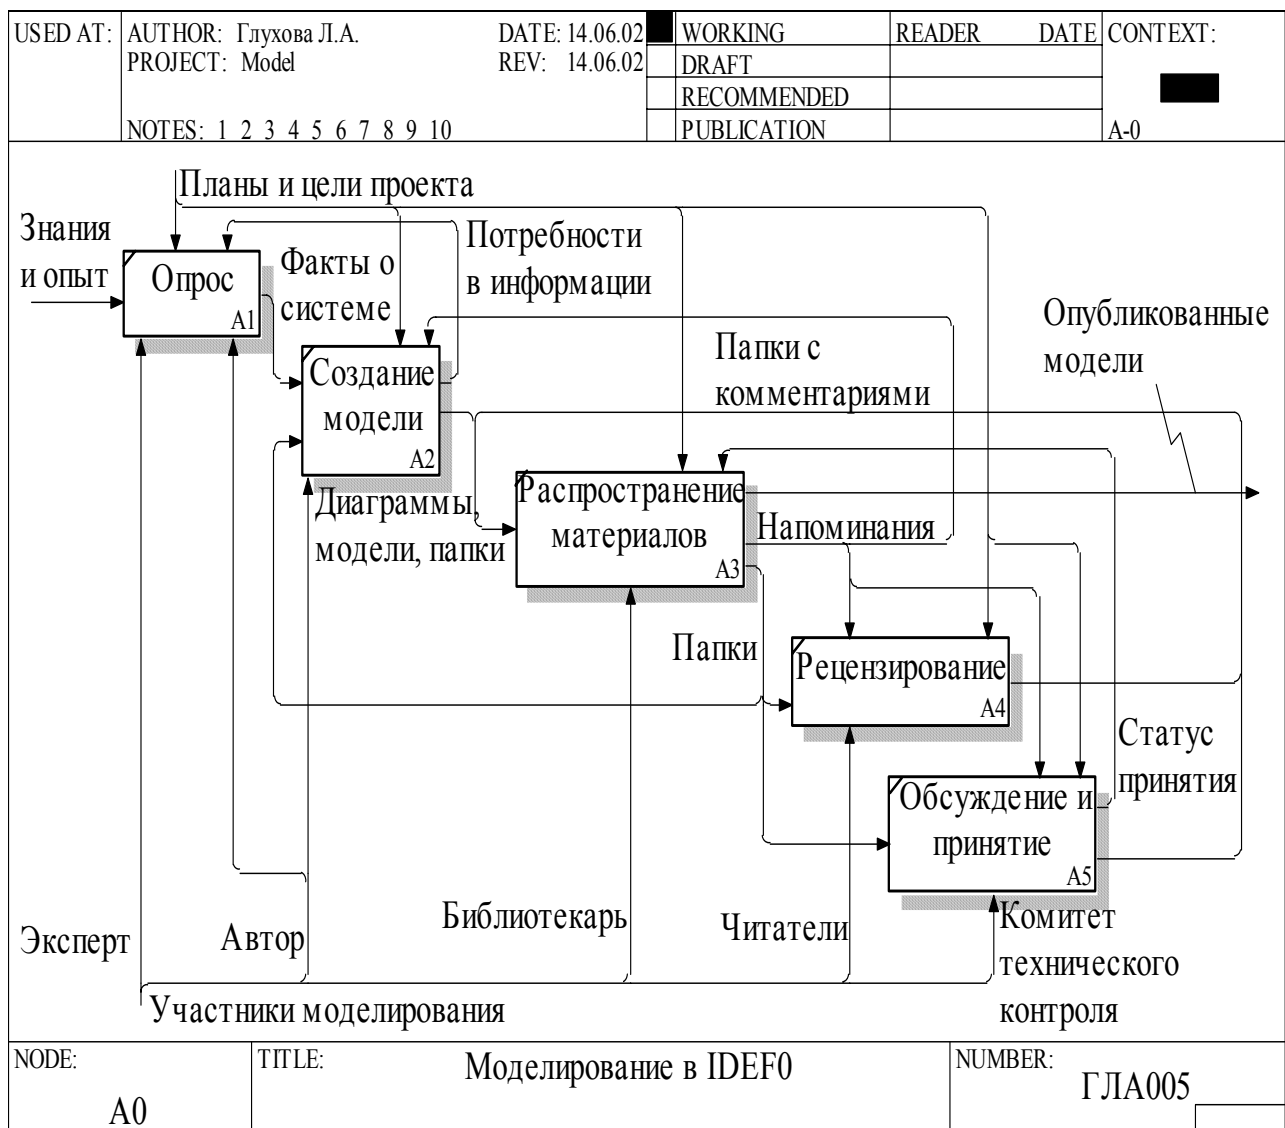 USED AT:
AUTHOR: Глухова Л.А.
DATE: 14.06.02
PROJECT: Model
REV: 14.06.02
NOTES: 1 2 3 4 5 6 7 8 9 10
WORKING
DRAFT
RECOMMENDED
PUBLICATION
READER DATE
CONTEXT:
A-0
Планы и цели проекта
Знания
и опыт
Опрос
A1
Факты о
системе
Потребности
в информации
Создание
модели
A2
Папки с
комментариями
Опубликованные
модели
Диаграммы,
модели, папки
Распространение
материалов
A3
Напоминания
Папки
Рецензирование
A4
Статус
принятия
Обсуждение и
принятие
A5
Эксперт
Автор
Библиотекарь
Читатели
Комитет
технического
контроля
Участники моделирования
NODE:
A0
TITLE:
Моделирование в IDEF0
NUMBER:
ГЛА005